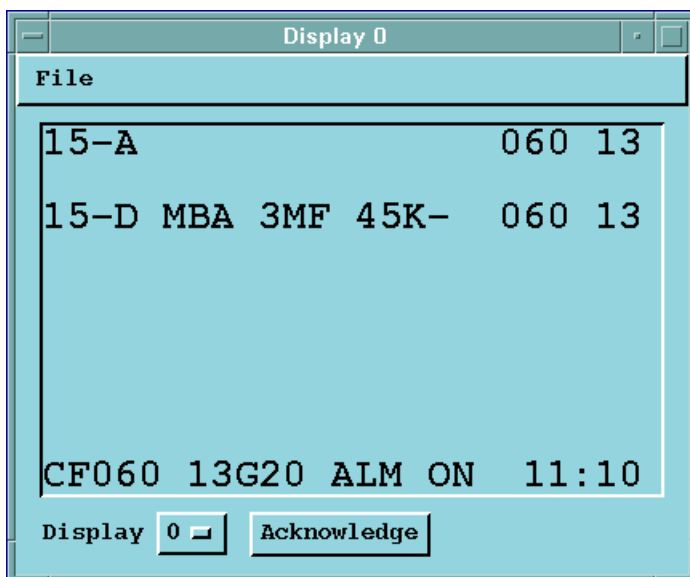 Display 0
File
15-A 060 13
15-D MBA 3MF 45K- 060 13
CF060 13G20 ALM ON 11:10
Display 0 Acknowledge